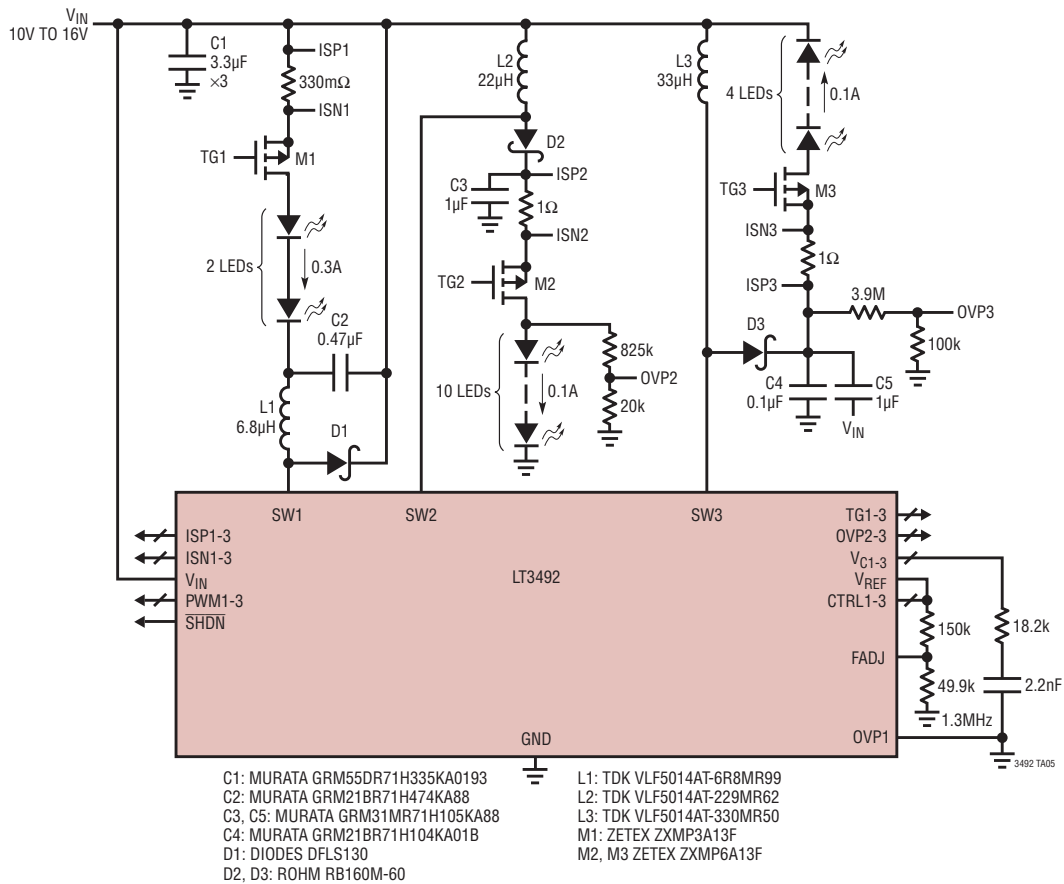 VIN
10V TO 16V
C1
3.3µF
×3
ISP1
330mΩ
ISN1
TG1
M1
2 LEDs
0.3A
C2
0.47µF
L1
6.8µH
D1
L2
22µH
D2
ISP2
C3
1µF
1Ω
ISN2
TG2
M2
825k
OVP2
10 LEDs
0.1A
20k
L3
33µH
4 LEDs
0.1A
TG3
M3
ISN3
1Ω
ISP3
3.9M
OVP3
100k
D3
C4
0.1µF
C5
1µF
VIN
SW1
SW2
SW3
ISP1-3
ISN1-3
VIN
PWM1-3
SHDN
LT3492
GND
TG1-3
OVP2-3
VC1-3
VREF
CTRL1-3
FADJ
OVP1
150k
18.2k
49.9k
2.2nF
1.3MHz
3492 TA05
C1: MURATA GRM55DR71H335KA0193
C2: MURATA GRM21BR71H474KA88
C3, C5: MURATA GRM31MR71H105KA88
C4: MURATA GRM21BR71H104KA01B
D1: DIODES DFLS130
D2, D3: ROHM RB160M-60
L1: TDK VLF5014AT-6R8MR99
L2: TDK VLF5014AT-229MR62
L3: TDK VLF5014AT-330MR50
M1: ZETEX ZXMP3A13F
M2, M3 ZETEX ZXMP6A13F